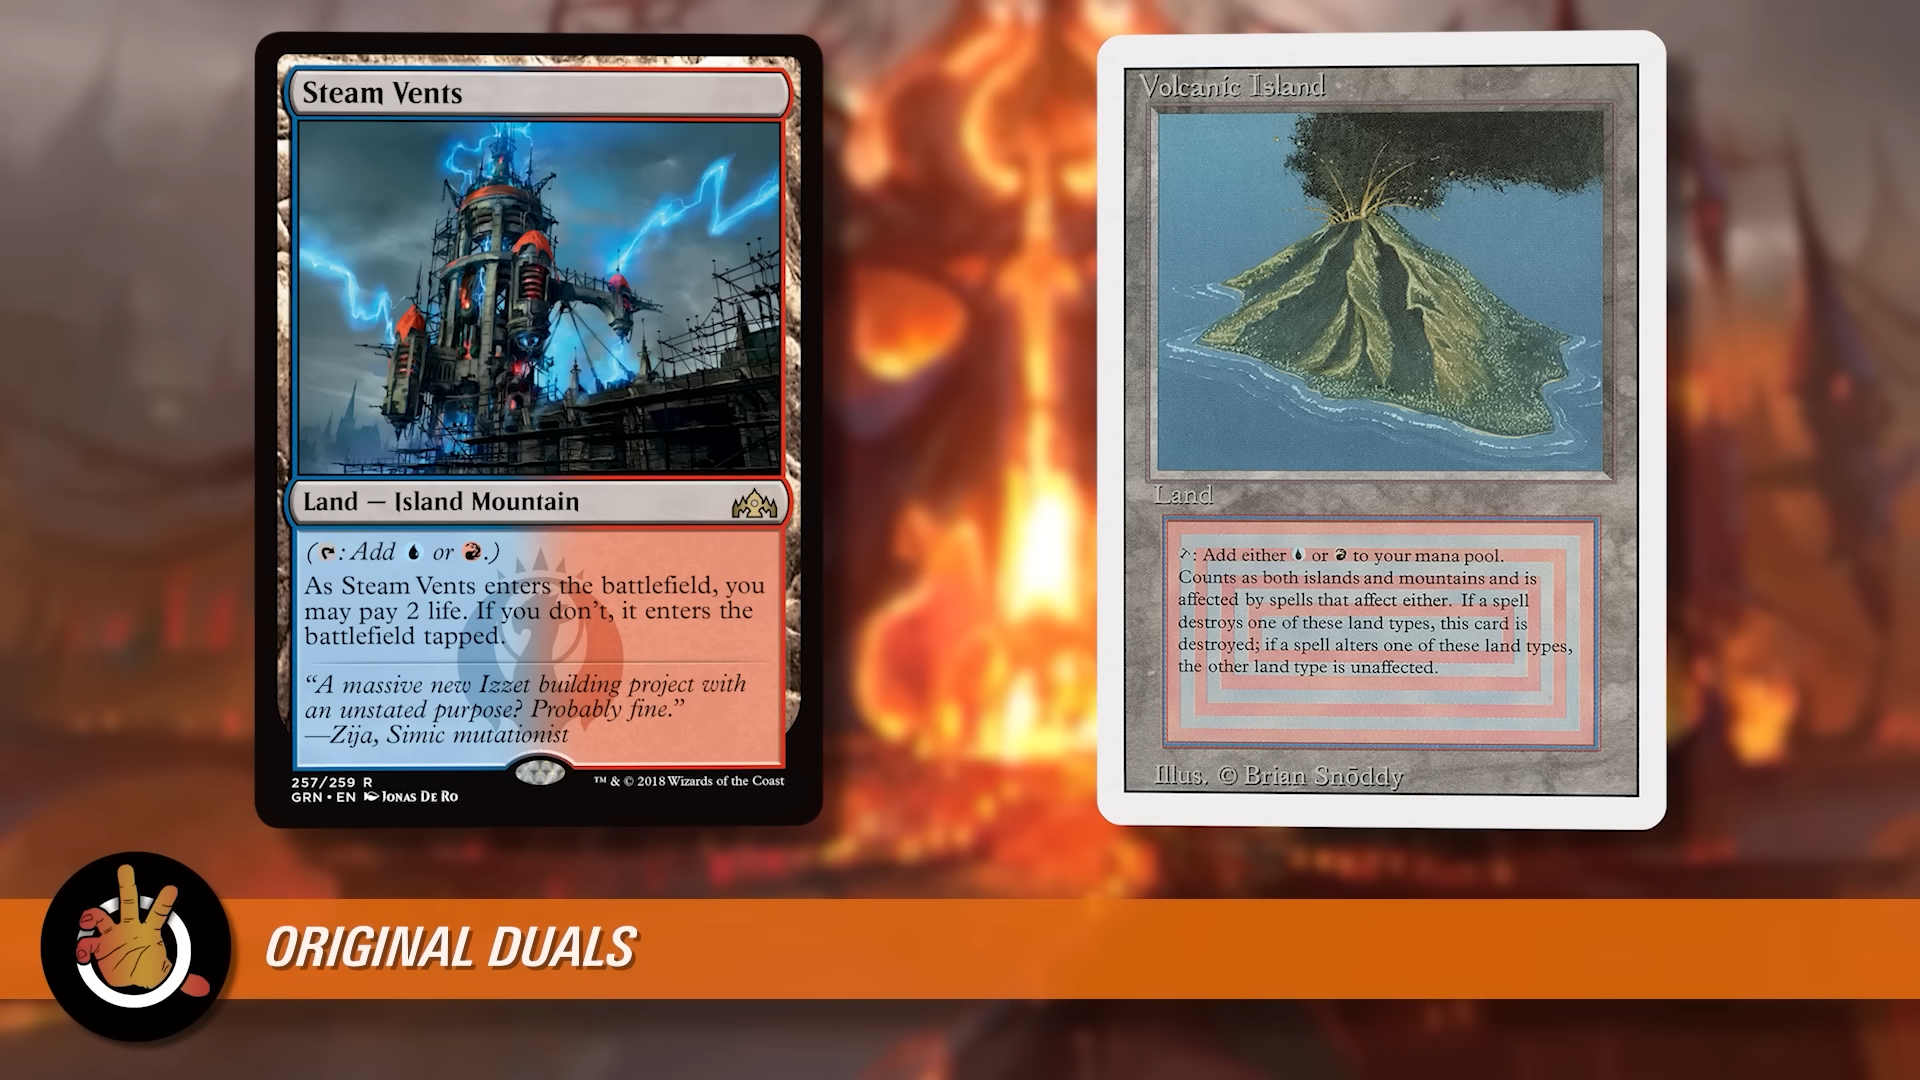 Steam Vents
Land — Island Mountain
( : Add or .)
As Steam Vents enters the battlefield, you
may pay 2 life. If you don't, it enters the
battlefield tapped.
“A massive new Izzet building project with
an unstated purpose? Probably fine.”
—Zija, Simic mutationist
257/259 R
GRN • EN Jonas De Ro
™ & © 2018 Wizards of the Coast
Volcanic Island
Land
: Add either or to your mana pool.
Counts as both islands and mountains and is
affected by spells that affect either. If a spell
destroys one of these land types, this card is
destroyed; if a spell alters one of these land types,
the other land type is unaffected.
Illus. © Brian Snōddy
ORIGINAL DUALS